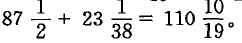 87 1/2 + 23 1/38 = 110 10/19。